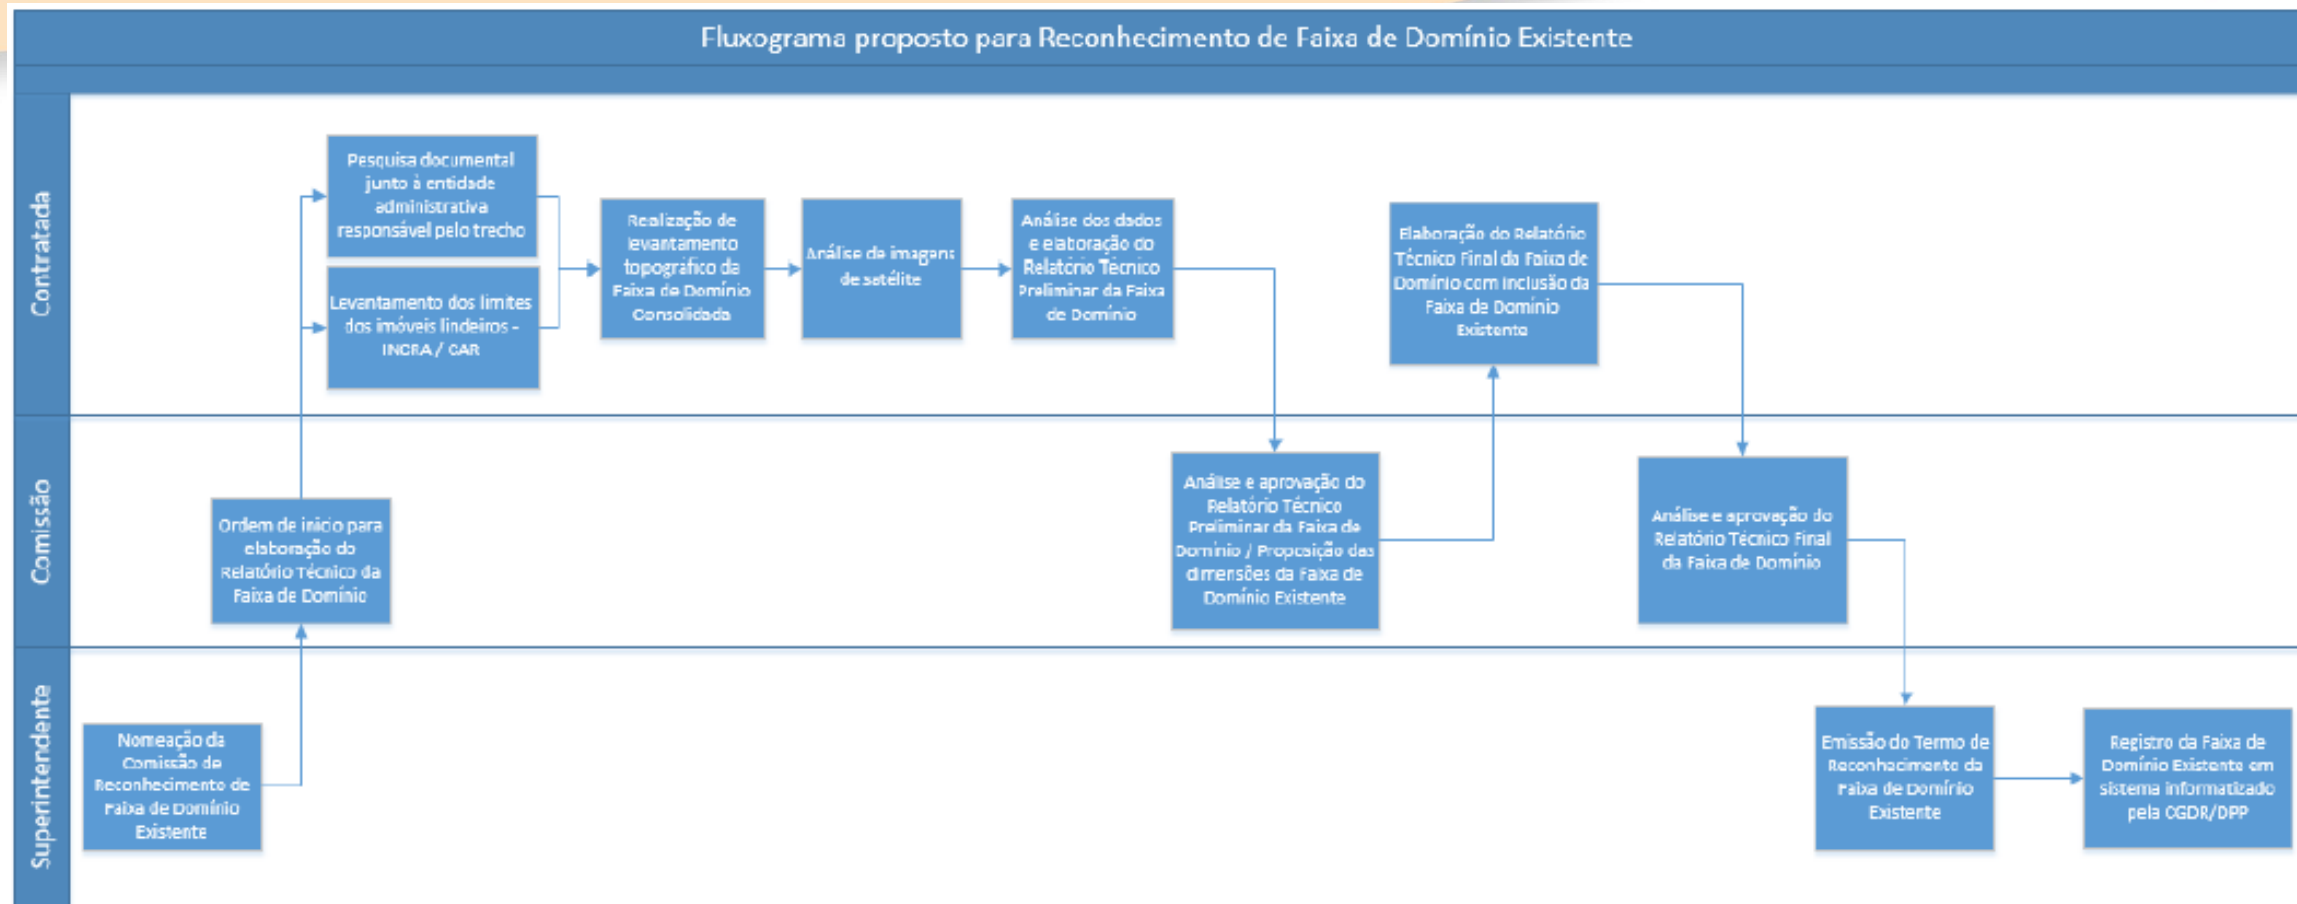 Fluxograma proposto para Reconhecimento de Faixa de Domínio Existente
Contratada
Pesquisa documental
junto à entidade
administrativa
responsável pelo trecho
Levantamento dos limites
dos imóveis lindeiros -
INCRA / CAR
Realização de
levantamento
topográfico da
Faixa de Domínio
Consolidada
Análise de imagens
de satélite
Análise dos dados
e elaboração do
Relatório Técnico
Preliminar da Faixa
de Domínio
Elaboração do Relatório
Técnico Final da Faixa de
Domínio com Inclusão da
Faixa de Domínio
Existente
Comissão
Ordem de início para
elaboração do
Relatório Técnico da
Faixa de Domínio
Análise e aprovação do
Relatório Técnico
Preliminar da Faixa de
Domínio / Proposição das
dimensões da Faixa de
Domínio Existente
Análise e aprovação do
Relatório Técnico Final
da Faixa de Domínio
Superintendente
Nomeação da
Comissão de
Reconhecimento de
Faixa de Domínio
Existente
Emissão do Termo de
Reconhecimento da
Faixa de Domínio
Existente
Registro da Faixa de
Domínio Existente em
sistema informatizado
pela CGDR/DPP